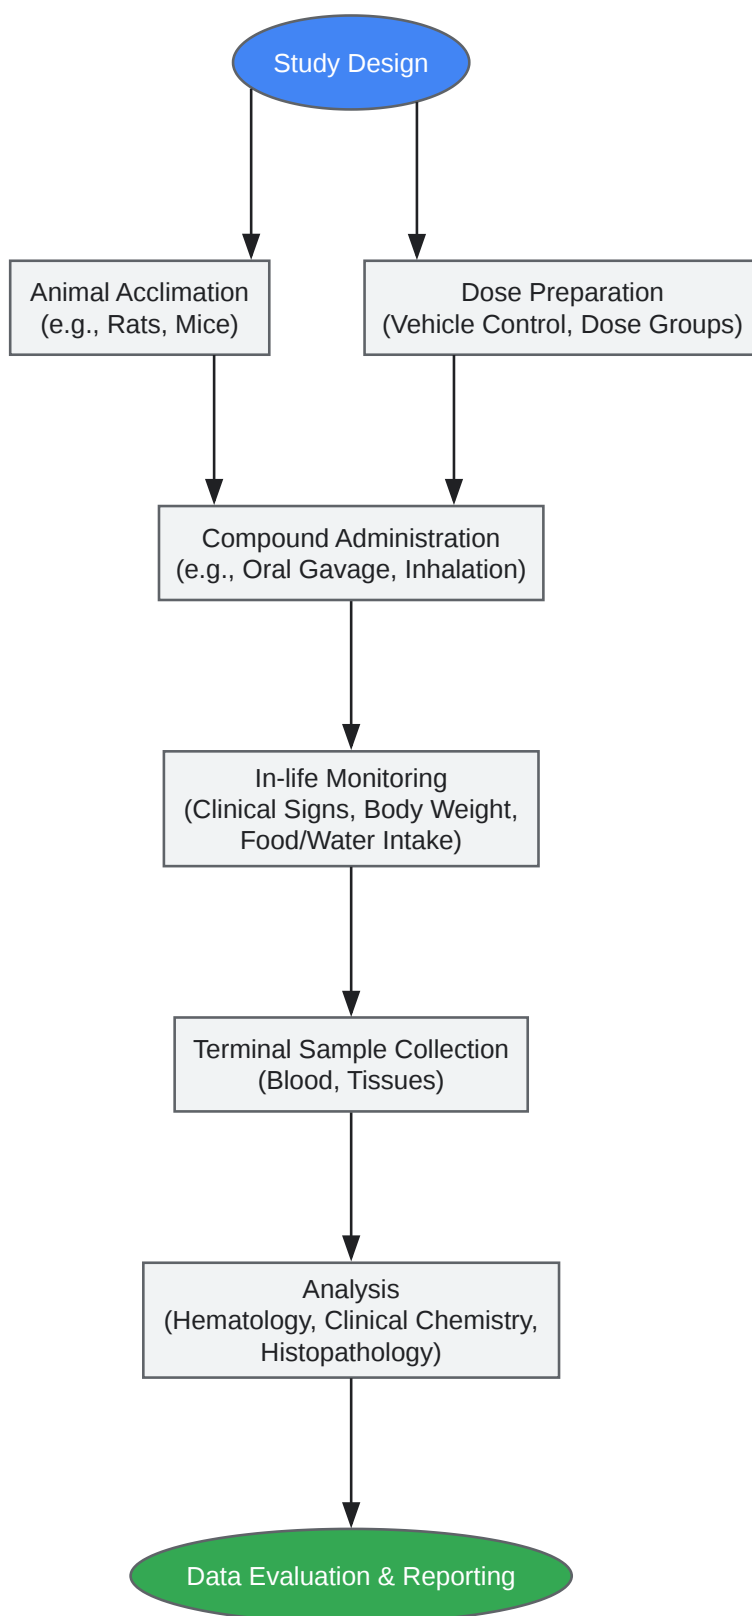 Study Design
Animal Acclimation
(e.g., Rats, Mice)
Dose Preparation
(Vehicle Control, Dose Groups)
Compound Administration
(e.g., Oral Gavage, Inhalation)
In-life Monitoring
(Clinical Signs, Body Weight,
Food/Water Intake)
Terminal Sample Collection
(Blood, Tissues)
Analysis
(Hematology, Clinical Chemistry,
Histopathology)
Data Evaluation & Reporting